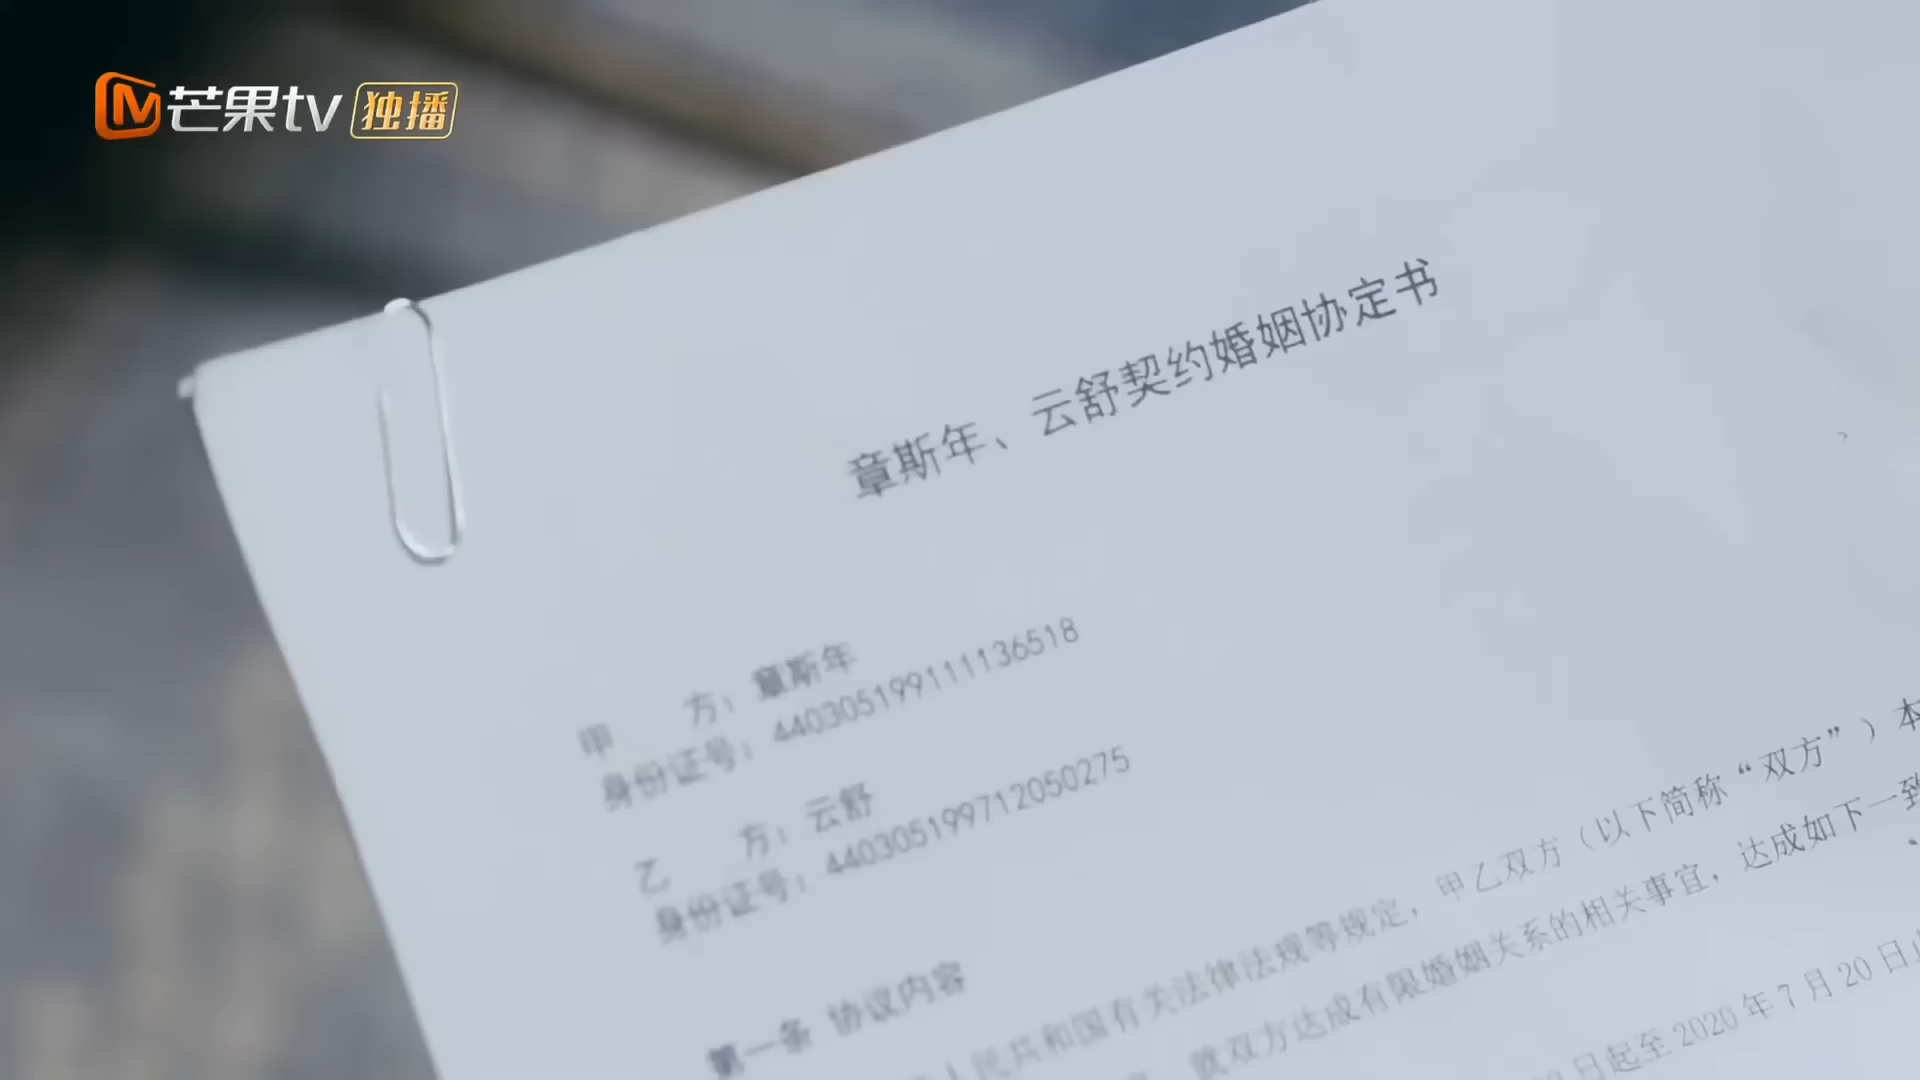 芒果tv 独播
章斯年、云舒契约婚姻协定书
甲 方：章斯年
身份证号：440305199111136518
乙 方：云舒
身份证号：440305199712050275
第一条 协议内容
人民共和国有关法律法规等规定，甲乙双方（以下简称“双方”）本
就双方达成有限婚姻关系的相关事宜，达成如下一致
日起至2020年7月20日止